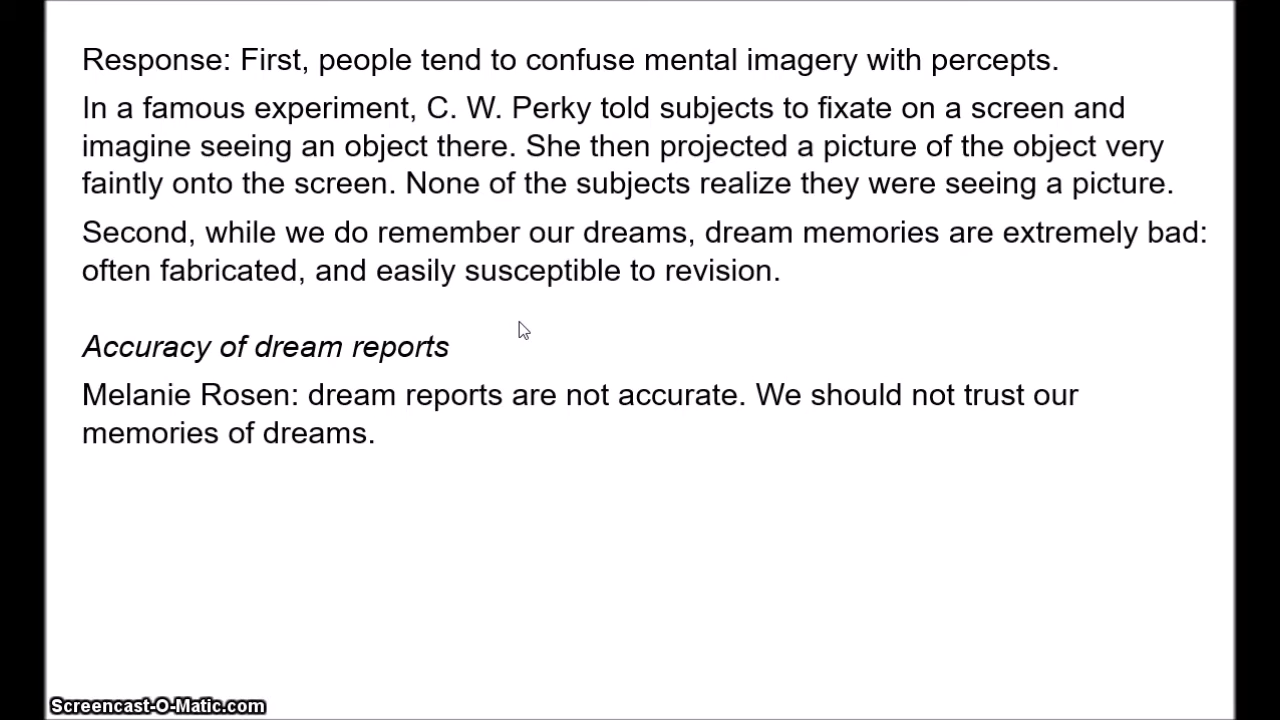 Response: First, people tend to confuse mental imagery with percepts.
In a famous experiment, C. W. Perky told subjects to fixate on a screen and
imagine seeing an object there. She then projected a picture of the object very
faintly onto the screen. None of the subjects realize they were seeing a picture.
Second, while we do remember our dreams, dream memories are extremely bad:
often fabricated, and easily susceptible to revision.
Accuracy of dream reports
Melanie Rosen: dream reports are not accurate. We should not trust our
memories of dreams.
Screencast-O-Matic.com